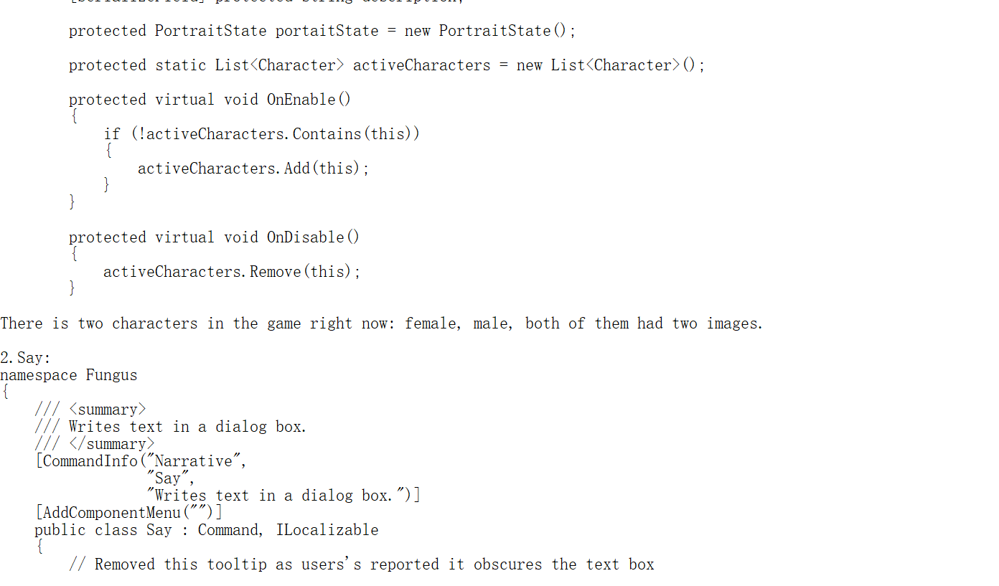 protected PortraitState portaitState = new PortraitState();
protected static List<Character> activeCharacters = new List<Character>();
protected virtual void OnEnable()
{
if (!activeCharacters.Contains(this))
{
activeCharacters.Add(this);
}
}
protected virtual void OnDisable()
{
activeCharacters.Remove(this);
}
There is two characters in the game right now: female, male, both of them had two images.
2.Say:
namespace Fungus
{
/// <summary>
/// Writes text in a dialog box.
/// </summary>
[CommandInfo("Narrative",
"Say",
"Writes text in a dialog box.")]
[AddComponentMenu("")]
public class Say : Command, ILocalizable
{
// Removed this tooltip as users's reported it obscures the text box